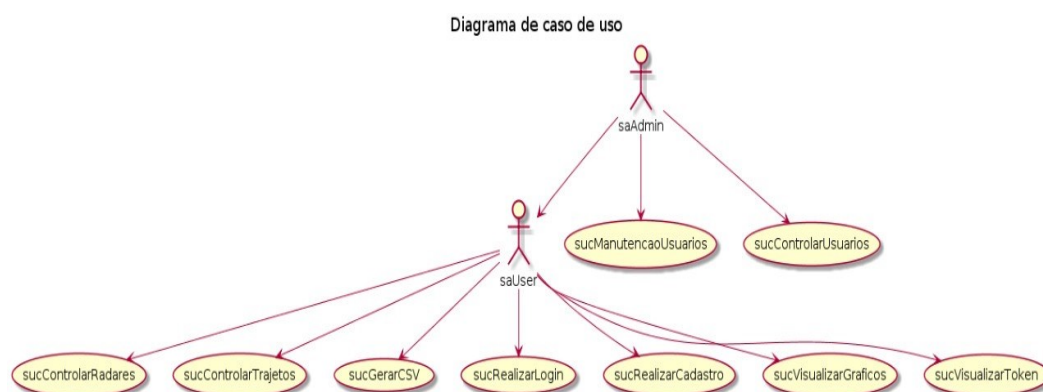 Diagrama de caso de uso
saAdmin
saUser
sucManutencaoUsuarios
sucControlarUsuarios
sucControlarRadares
sucControlarTrajetos
sucGerarCSV
sucRealizarLogin
sucRealizarCadastro
sucVisualizarGraficos
sucVisualizarToken